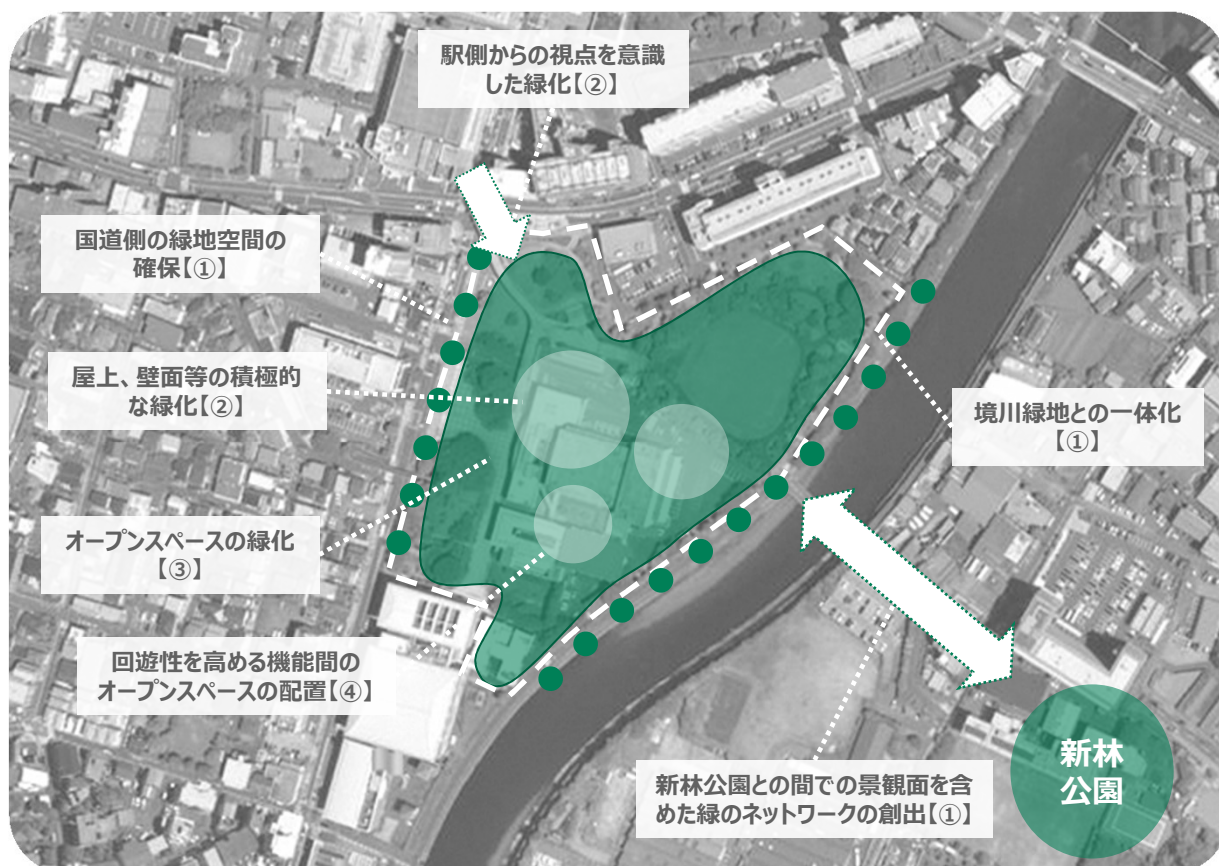 駅側からの視点を意識
した緑化【②】
国道側の緑地空間の
確保【①】
屋上、壁面等の積極的
な緑化【②】
境川緑地との一体化
【①】
オープンスペースの緑化
【③】
回遊性を高める機能間の
オープンスペースの配置【④】
新林公園との間での景観面を含
めた緑のネットワークの創出【①】
新林
公園